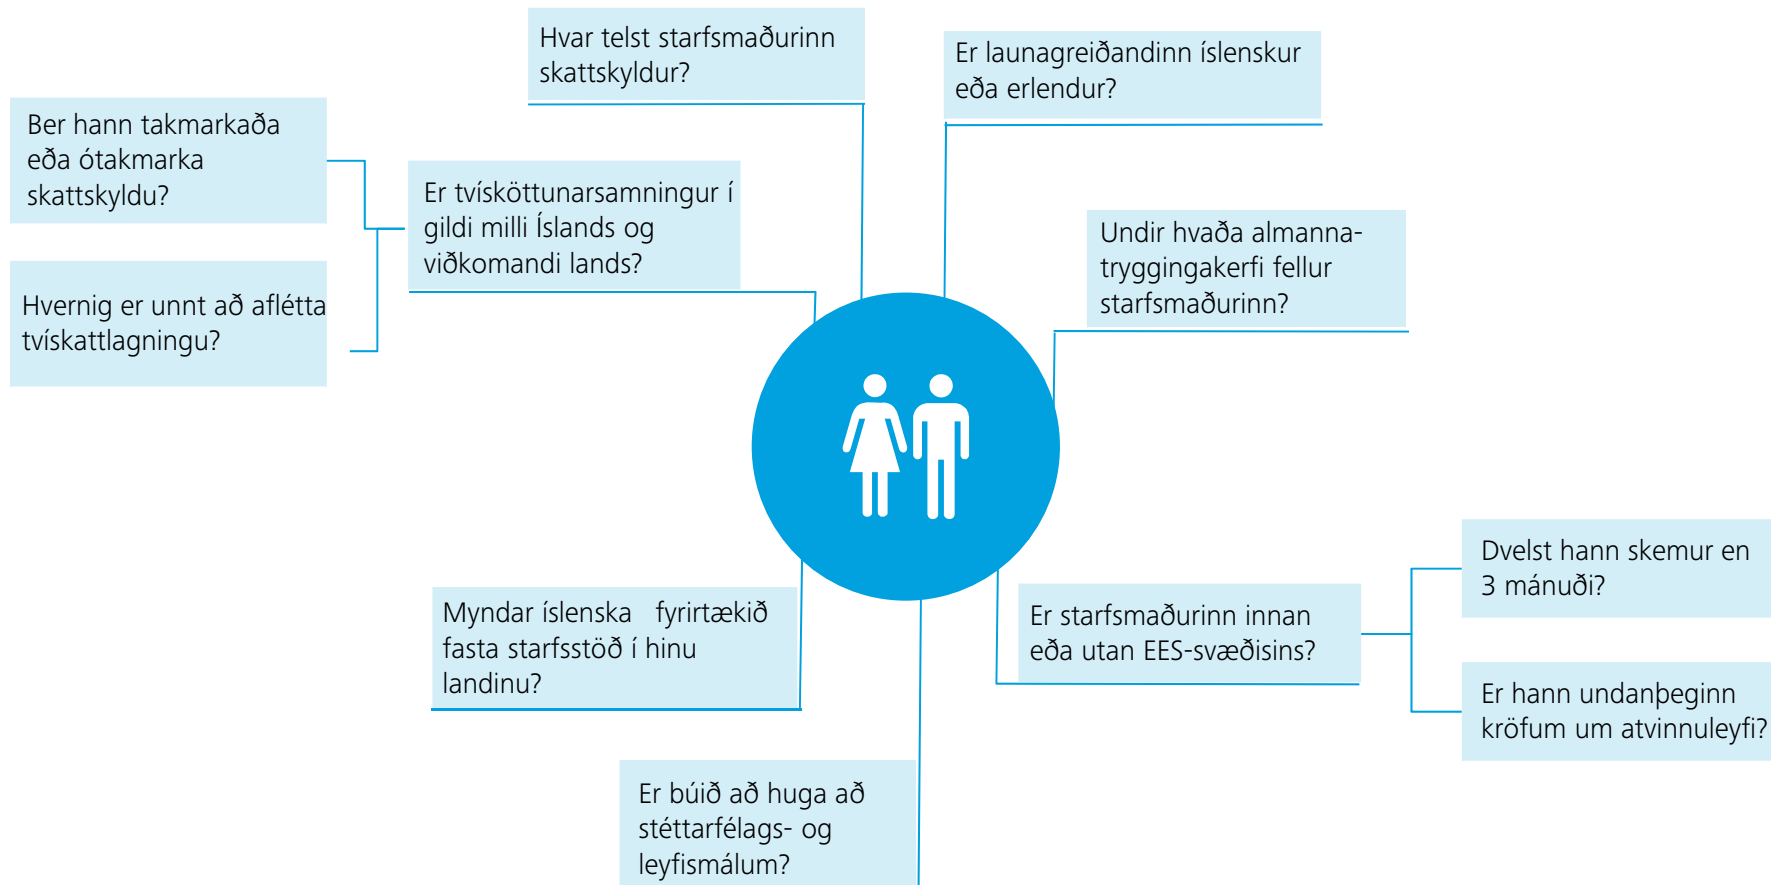 Hvar telst starfsmaðurinn
skattskyldur?
Er launagreiðandinn íslenskur
eða erlendur?
Ber hann takmarkaða
eða ótakmarka
skattskyldu?
Er tvísköttunarsamningur í
gildi milli Íslands og
viðkomandi lands?
Hvernig er unnt að aflétta
tvískattlagningu?
Undir hvaða almanna-
tryggingakerfi fellur
starfsmaðurinn?
Myndar íslenska fyrirtækið
fasta starfsstöð í hinu
landinu?
Er starfsmaðurinn innan
eða utan EES-svæðisins?
Dvelst hann skemur en
3 mánuði?
Er hann undanþeginn
kröfum um atvinnuleyfi?
Er búið að huga að
stéttarfélags- og
leyfismálum?